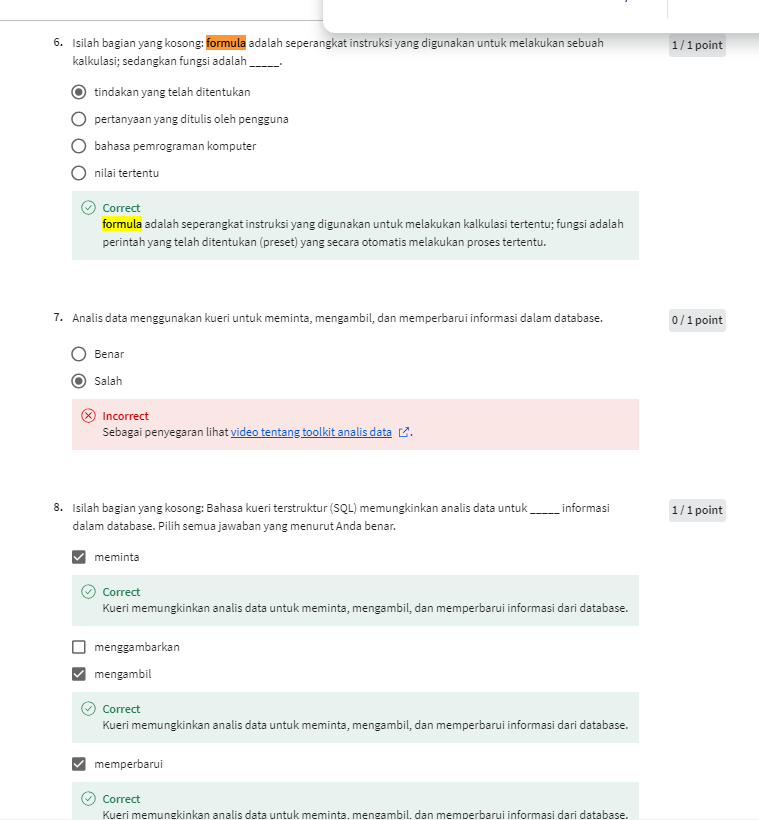 6. Isilah bagian yang kosong: formula adalah seperangkat instruksi yang digunakan untuk melakukan sebuah
kalkulasi; sedangkan fungsi adalah _____.
1 / 1 point
tindakan yang telah ditentukan
pertanyaan yang ditulis oleh pengguna
bahasa pemrograman komputer
nilai tertentu
Correct
formula adalah seperangkat instruksi yang digunakan untuk melakukan kalkulasi tertentu; fungsi adalah
perintah yang telah ditentukan (preset) yang secara otomatis melakukan proses tertentu.
7. Analis data menggunakan kueri untuk meminta, mengambil, dan memperbarui informasi dalam database.
0 / 1 point
Benar
Salah
Incorrect
Sebagai penyegaran lihat video tentang toolkit analis data.
8. Isilah bagian yang kosong: Bahasa kueri terstruktur (SQL) memungkinkan analis data untuk _____ informasi
dalam database. Pilih semua jawaban yang menurut Anda benar.
1 / 1 point
meminta
Correct
Kueri memungkinkan analis data untuk meminta, mengambil, dan memperbarui informasi dari database.
menggambarkan
mengambil
Correct
Kueri memungkinkan analis data untuk meminta, mengambil, dan memperbarui informasi dari database.
memperbarui
Correct
Kueri memungkinkan analis data untuk meminta, mengambil, dan memperbarui informasi dari database.